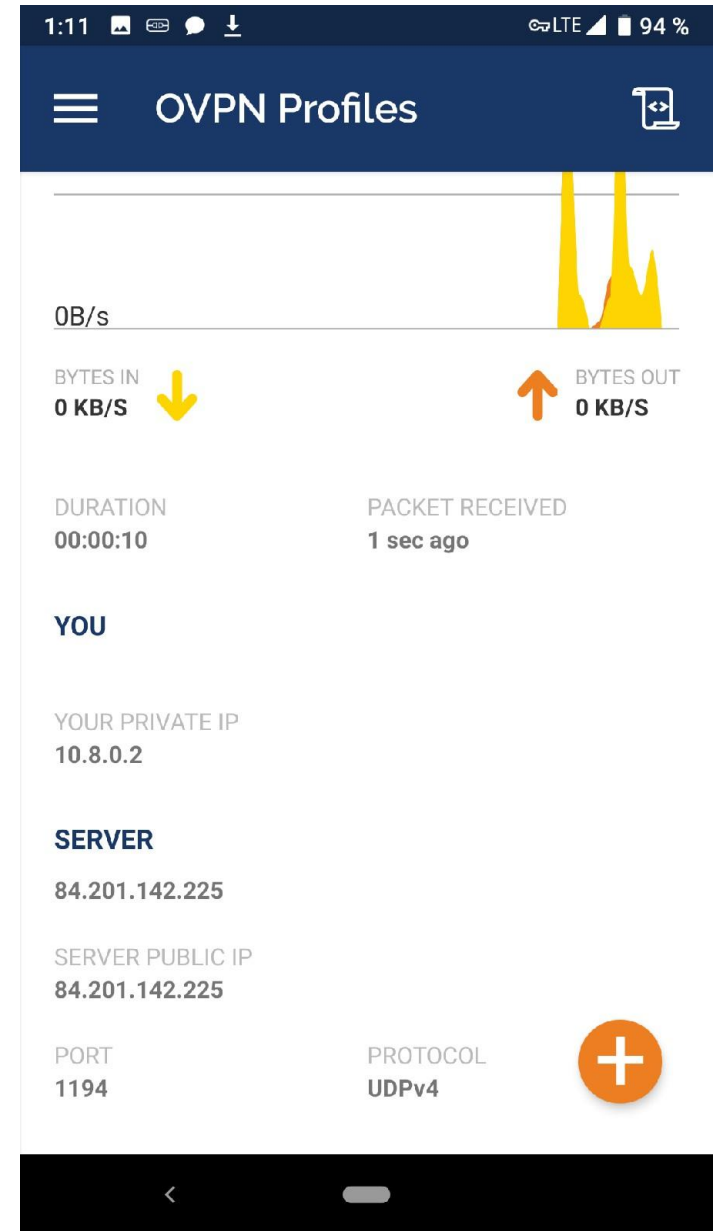 1:11 LTE 94 %
OVPN Profiles
0B/s
BYTES IN BYTES OUT
0 KB/S 0 KB/S
DURATION PACKET RECEIVED
00:00:10 1 sec ago
YOU
YOUR PRIVATE IP
10.8.0.2
SERVER
84.201.142.225
SERVER PUBLIC IP
84.201.142.225
PORT PROTOCOL
1194 UDPv4